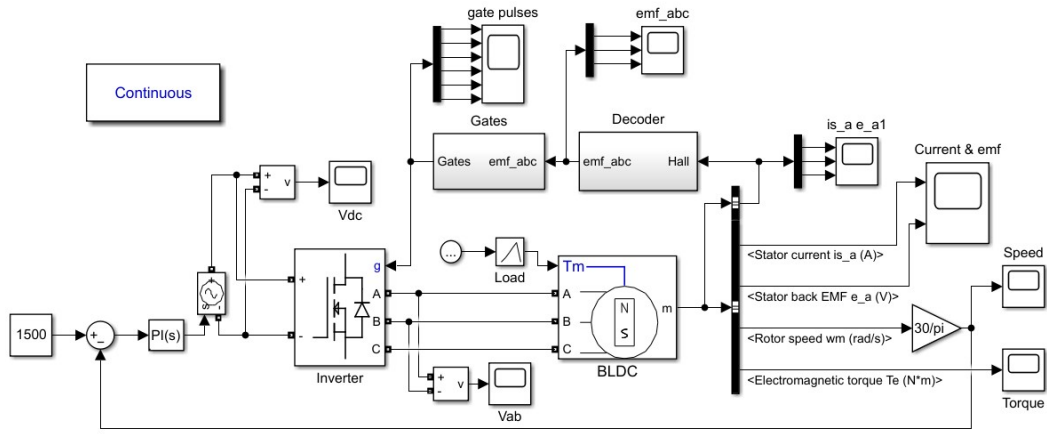 gate pulses
emf_abc
Continuous
Gates
Decoder
is_a e_a1
Current & emf
Gates emf_abc
emf_abc Hall
+
-
v
Vdc
<Stator current is_a (A)>
Speed
...
Load
Tm
g
+
-
A
B
C
Inverter
A
B
C
N
S
m
BLDC
<Stator back EMF e_a (V)>
+
s
-
1500
+
-
PI(s)
30/pi
<Rotor speed wm (rad/s)>
<Electromagnetic torque Te (N*m)>
Torque
+
-
v
Vab